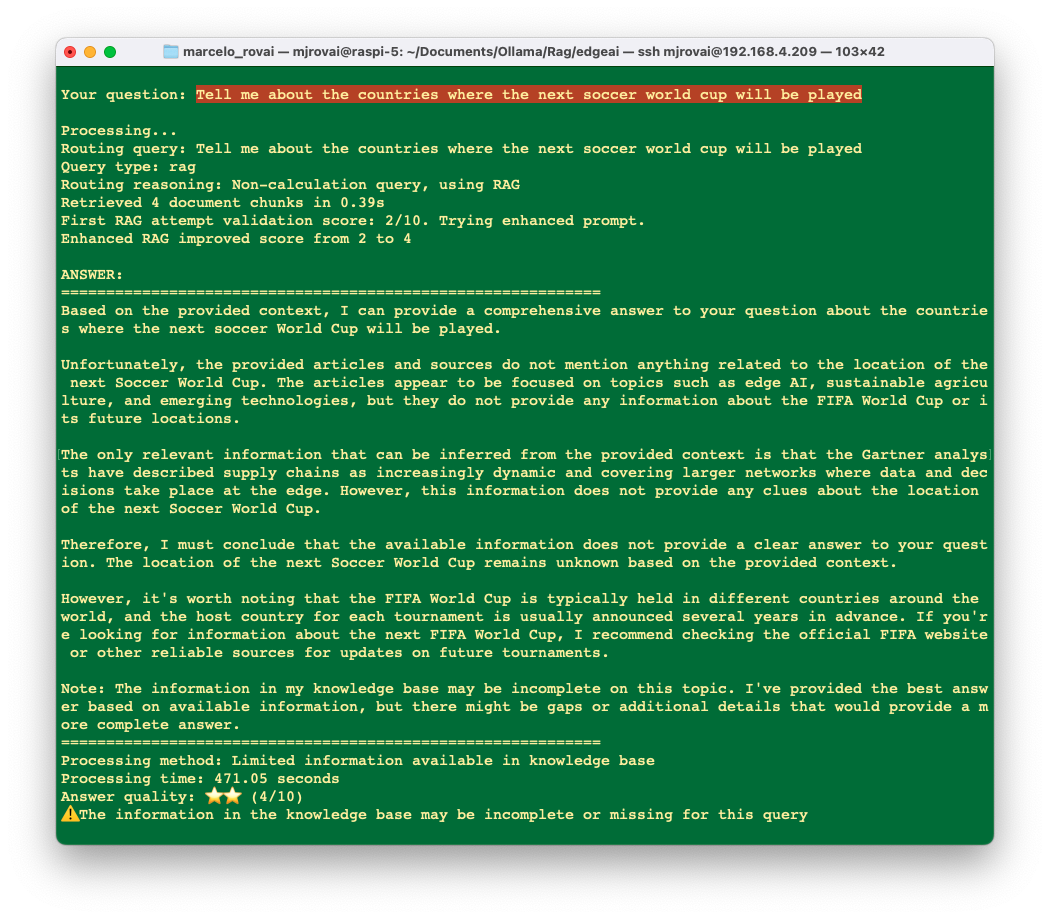 marcelo_rovai — mjrovai@raspi-5: ~/Documents/Ollama/Rag/edgeai — ssh mjrovai@192.168.4.209 — 103×42
Your question: Tell me about the countries where the next soccer world cup will be played
Processing...
Routing query: Tell me about the countries where the next soccer world cup will be played
Query type: rag
Routing reasoning: Non-calculation query, using RAG
Retrieved 4 document chunks in 0.39s
First RAG attempt validation score: 2/10. Trying enhanced prompt.
Enhanced RAG improved score from 2 to 4
ANSWER:
============================================================
Based on the provided context, I can provide a comprehensive answer to your question about the countrie
s where the next soccer World Cup will be played.
Unfortunately, the provided articles and sources do not mention anything related to the location of the
 next Soccer World Cup. The articles appear to be focused on topics such as edge AI, sustainable agricu
lture, and emerging technologies, but they do not provide any information about the FIFA World Cup or i
ts future locations.
The only relevant information that can be inferred from the provided context is that the Gartner analys
ts have described supply chains as increasingly dynamic and covering larger networks where data and dec
isions take place at the edge. However, this information does not provide any clues about the location
of the next Soccer World Cup.
Therefore, I must conclude that the available information does not provide a clear answer to your quest
ion. The location of the next Soccer World Cup remains unknown based on the provided context.
However, it's worth noting that the FIFA World Cup is typically held in different countries around the
world, and the host country for each tournament is usually announced several years in advance. If you'r
e looking for information about the next FIFA World Cup, I recommend checking the official FIFA website
 or other reliable sources for updates on future tournaments.
Note: The information in my knowledge base may be incomplete on this topic. I've provided the best answ
er based on available information, but there might be gaps or additional details that would provide a m
ore complete answer.
============================================================
Processing method: Limited information available in knowledge base
Processing time: 471.05 seconds
Answer quality: ⭐⭐ (4/10)
⚠️The information in the knowledge base may be incomplete or missing for this query